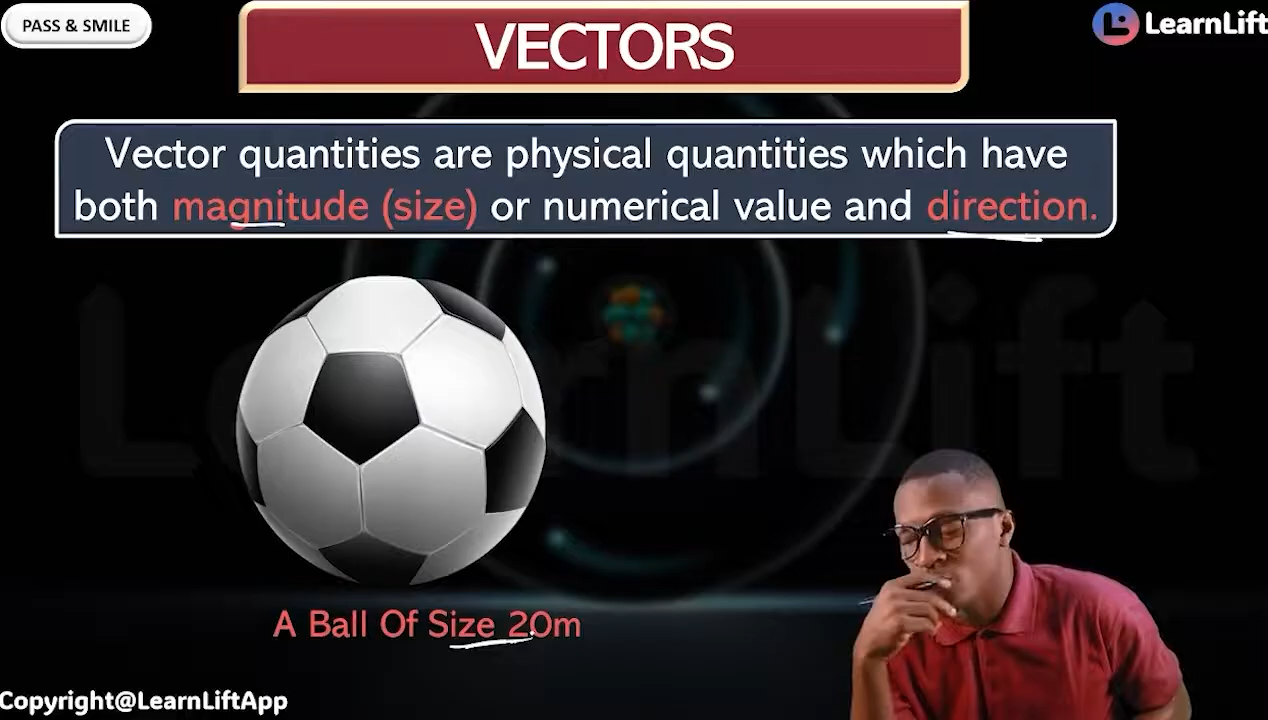 PASS & SMILE
VECTORS
LearnLift
Vector quantities are physical quantities which have
both magnitude (size) or numerical value and direction.
LearnLift
A Ball Of Size 20m
Copyright@LearnLiftApp